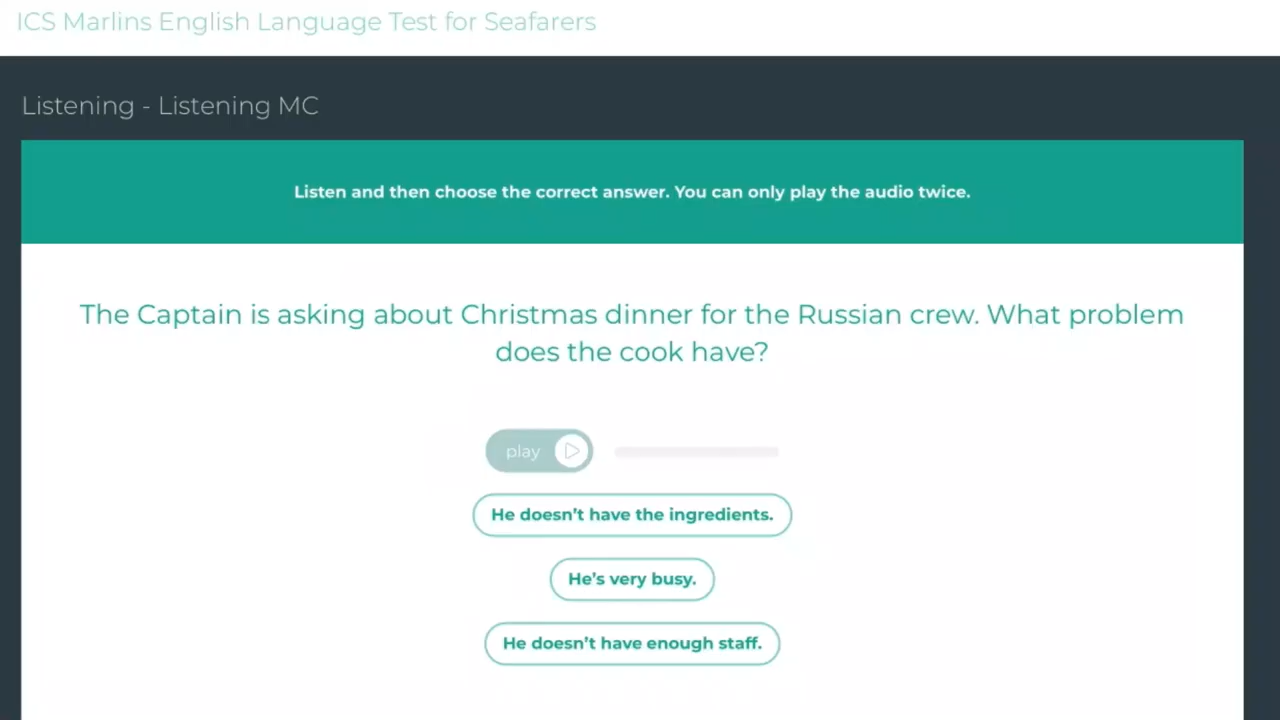 ICS Marlins English Language Test for Seafarers
Listening - Listening MC
Listen and then choose the correct answer. You can only play the audio twice.
The Captain is asking about Christmas dinner for the Russian crew. What problem
does the cook have?
play
He doesn’t have the ingredients.
He’s very busy.
He doesn’t have enough staff.